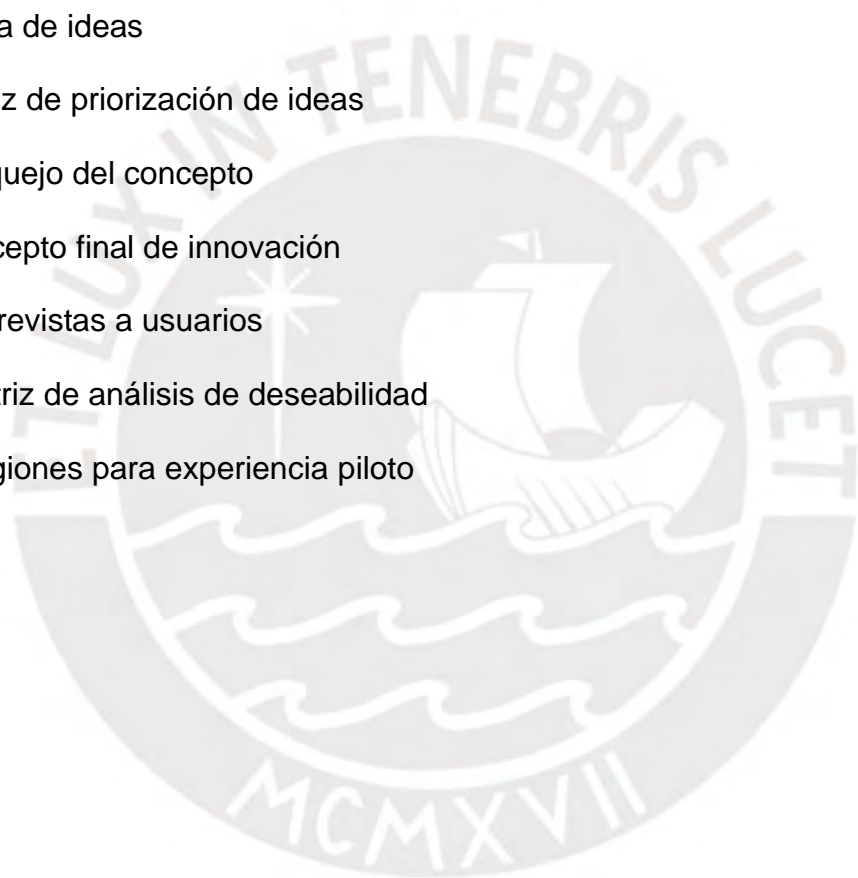 a de ideas
z de priorización de ideas
quejo del concepto
cepto final de innovación
revistas a usuarios
triz de análisis de deseabilidad
giones para experiencia piloto
ET LUX IN TENEBRIS LUCET
MCMXVII